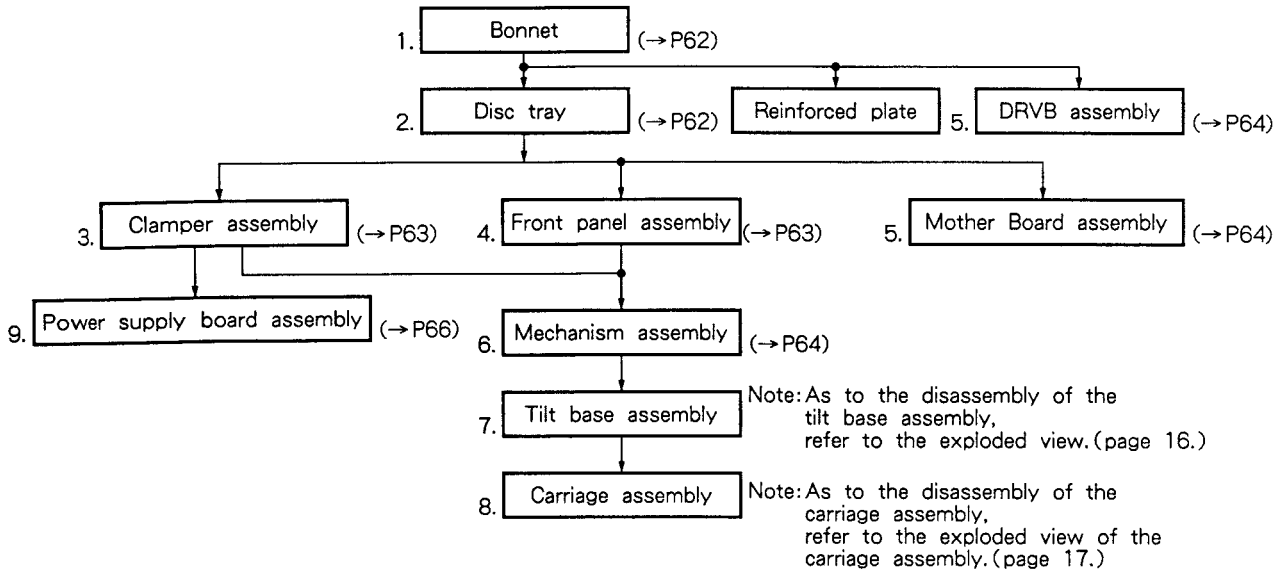 1. Bonnet (→P62)
2. Disc tray (→P62)
Reinforced plate
5. DRVB assembly (→P64)
3. Clamper assembly (→P63)
4. Front panel assembly (→P63)
5. Mother Board assembly (→P64)
9. Power supply board assembly (→P66)
6. Mechanism assembly (→P64)
7. Tilt base assembly
Note: As to the disassembly of the
tilt base assembly,
refer to the exploded view. (page 16.)
8. Carriage assembly
Note: As to the disassembly of the
carriage assembly,
refer to the exploded view of the
carriage assembly. (page 17.)